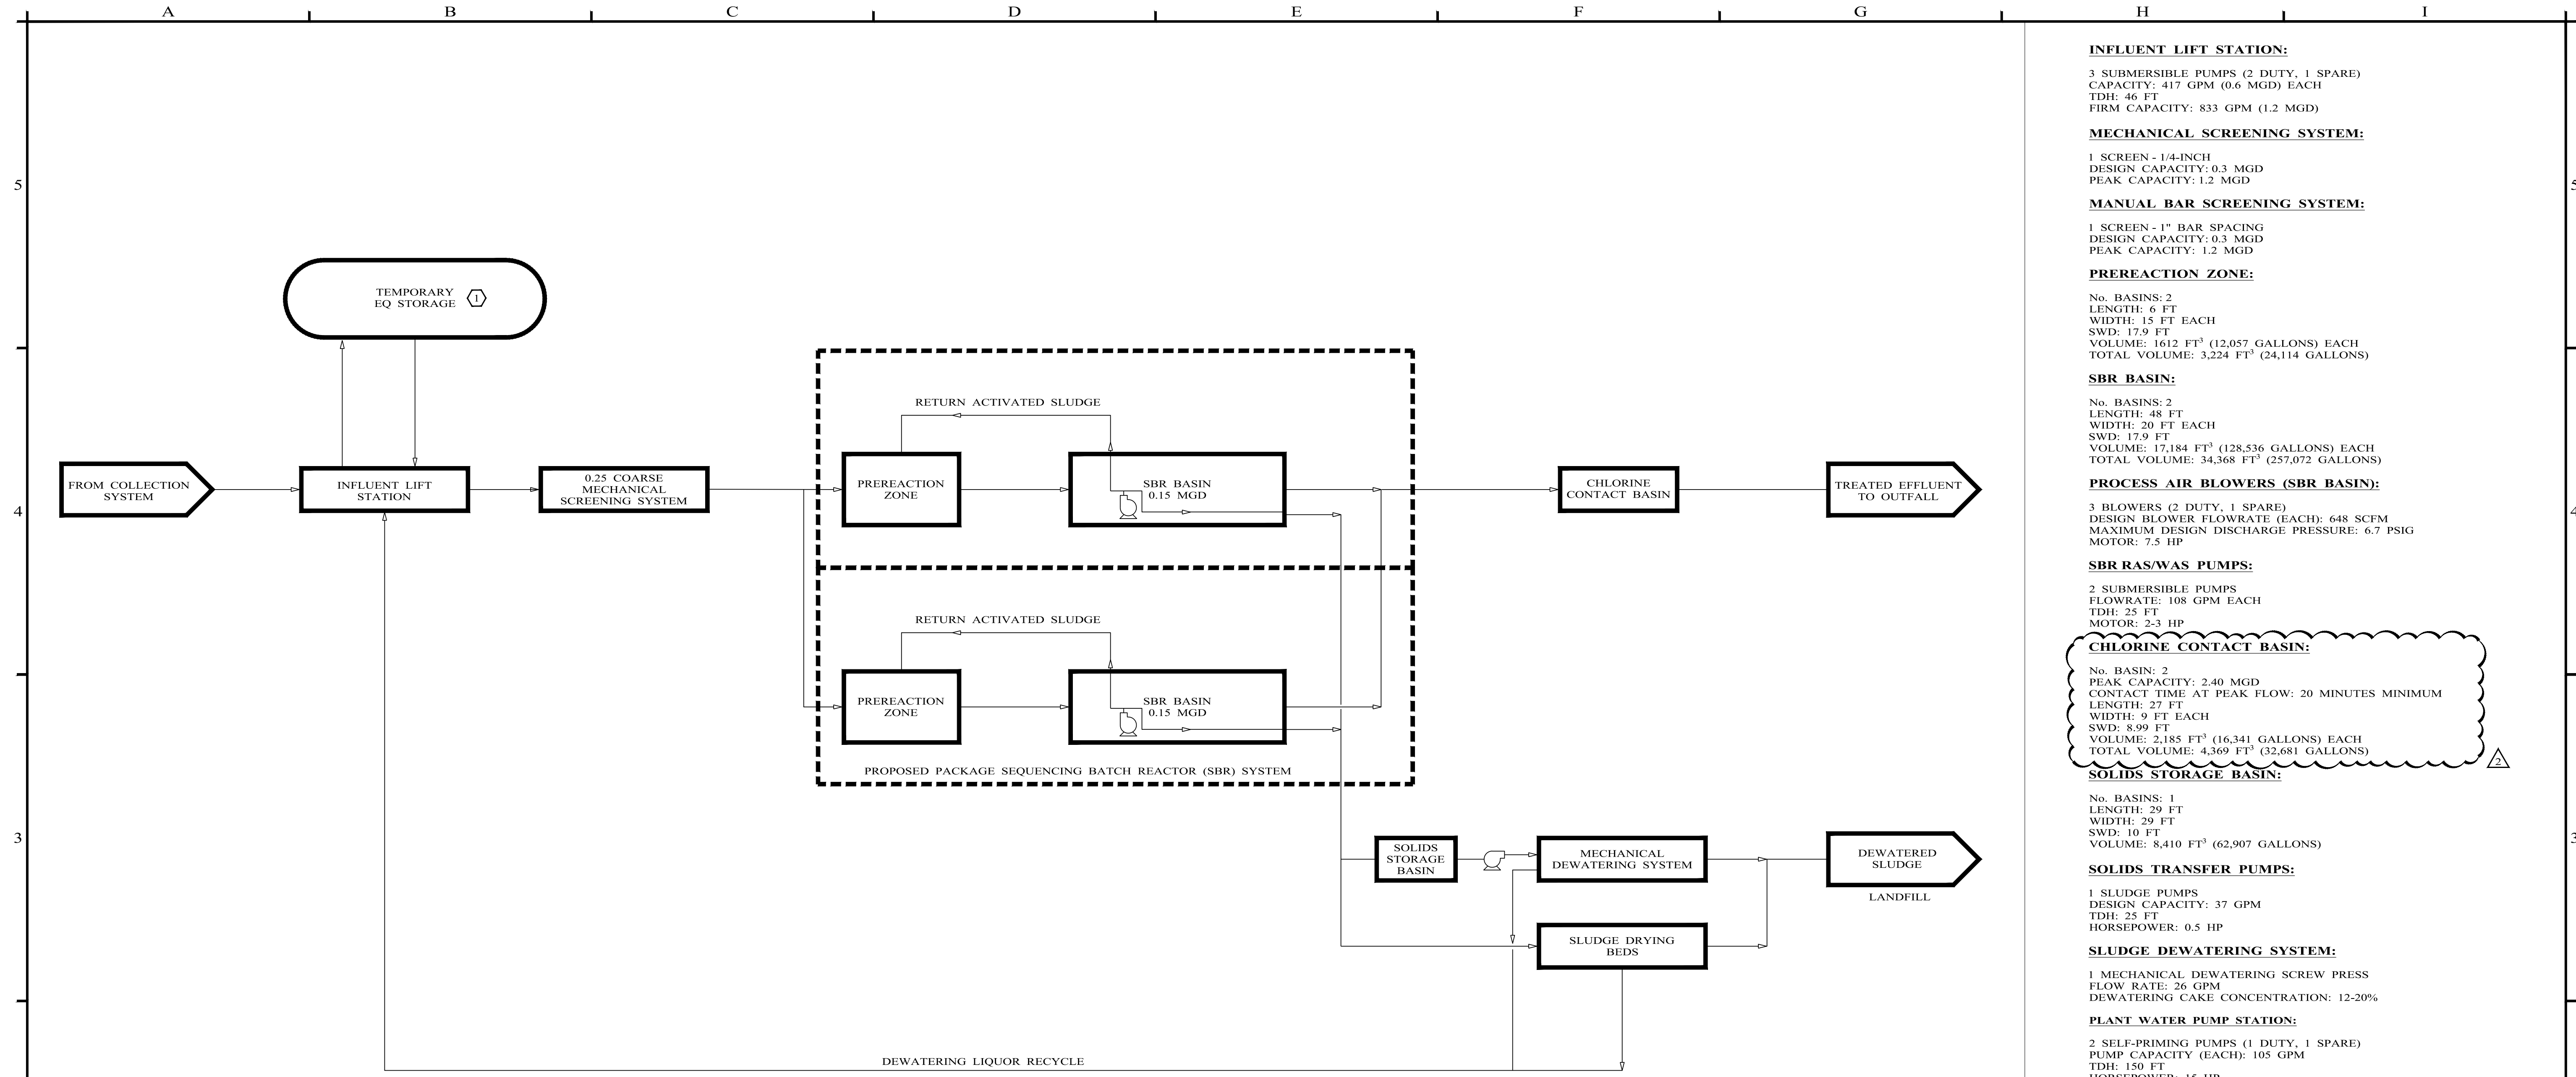 A B C D E F G H I
5
4
3
5
4
3
TEMPORARY
EQ STORAGE
1
FROM COLLECTION
SYSTEM
INFLUENT LIFT
STATION
0.25 COARSE
MECHANICAL
SCREENING SYSTEM
RETURN ACTIVATED SLUDGE
PREREACTION
ZONE
SBR BASIN
0.15 MGD
CHLORINE
CONTACT BASIN
TREATED EFFLUENT
TO OUTFALL
RETURN ACTIVATED SLUDGE
PREREACTION
ZONE
SBR BASIN
0.15 MGD
PROPOSED PACKAGE SEQUENCING BATCH REACTOR (SBR) SYSTEM
SOLIDS
STORAGE
BASIN
MECHANICAL
DEWATERING SYSTEM
DEWATERED
SLUDGE
LANDFILL
SLUDGE DRYING
BEDS
DEWATERING LIQUOR RECYCLE
INFLUENT LIFT STATION:
3 SUBMERSIBLE PUMPS (2 DUTY, 1 SPARE)
CAPACITY: 417 GPM (0.6 MGD) EACH
TDH: 46 FT
FIRM CAPACITY: 833 GPM (1.2 MGD)
MECHANICAL SCREENING SYSTEM:
1 SCREEN - 1/4-INCH
DESIGN CAPACITY: 0.3 MGD
PEAK CAPACITY: 1.2 MGD
MANUAL BAR SCREENING SYSTEM:
1 SCREEN - 1" BAR SPACING
DESIGN CAPACITY: 0.3 MGD
PEAK CAPACITY: 1.2 MGD
PREREACTION ZONE:
No. BASINS: 2
LENGTH: 6 FT
WIDTH: 15 FT EACH
SWD: 17.9 FT
VOLUME: 1612 FT³ (12,057 GALLONS) EACH
TOTAL VOLUME: 3,224 FT³ (24,114 GALLONS)
SBR BASIN:
No. BASINS: 2
LENGTH: 48 FT
WIDTH: 20 FT EACH
SWD: 17.9 FT
VOLUME: 17,184 FT³ (128,536 GALLONS) EACH
TOTAL VOLUME: 34,368 FT³ (257,072 GALLONS)
PROCESS AIR BLOWERS (SBR BASIN):
3 BLOWERS (2 DUTY, 1 SPARE)
DESIGN BLOWER FLOWRATE (EACH): 648 SCFM
MAXIMUM DESIGN DISCHARGE PRESSURE: 6.7 PSIG
MOTOR: 7.5 HP
SBR RAS/WAS PUMPS:
2 SUBMERSIBLE PUMPS
FLOWRATE: 108 GPM EACH
TDH: 25 FT
MOTOR: 2-3 HP
CHLORINE CONTACT BASIN:
No. BASIN: 2
PEAK CAPACITY: 2.40 MGD
CONTACT TIME AT PEAK FLOW: 20 MINUTES MINIMUM
LENGTH: 27 FT
WIDTH: 9 FT EACH
SWD: 8.99 FT
VOLUME: 2,185 FT³ (16,341 GALLONS) EACH
TOTAL VOLUME: 4,369 FT³ (32,681 GALLONS)
2
SOLIDS STORAGE BASIN:
No. BASINS: 1
LENGTH: 29 FT
WIDTH: 29 FT
SWD: 10 FT
VOLUME: 8,410 FT³ (62,907 GALLONS)
SOLIDS TRANSFER PUMPS:
1 SLUDGE PUMPS
DESIGN CAPACITY: 37 GPM
TDH: 25 FT
HORSEPOWER: 0.5 HP
SLUDGE DEWATERING SYSTEM:
1 MECHANICAL DEWATERING SCREW PRESS
FLOW RATE: 26 GPM
DEWATERING CAKE CONCENTRATION: 12-20%
PLANT WATER PUMP STATION:
2 SELF-PRIMING PUMPS (1 DUTY, 1 SPARE)
PUMP CAPACITY (EACH): 105 GPM
TDH: 150 FT
HORSEPOWER: 15 HP